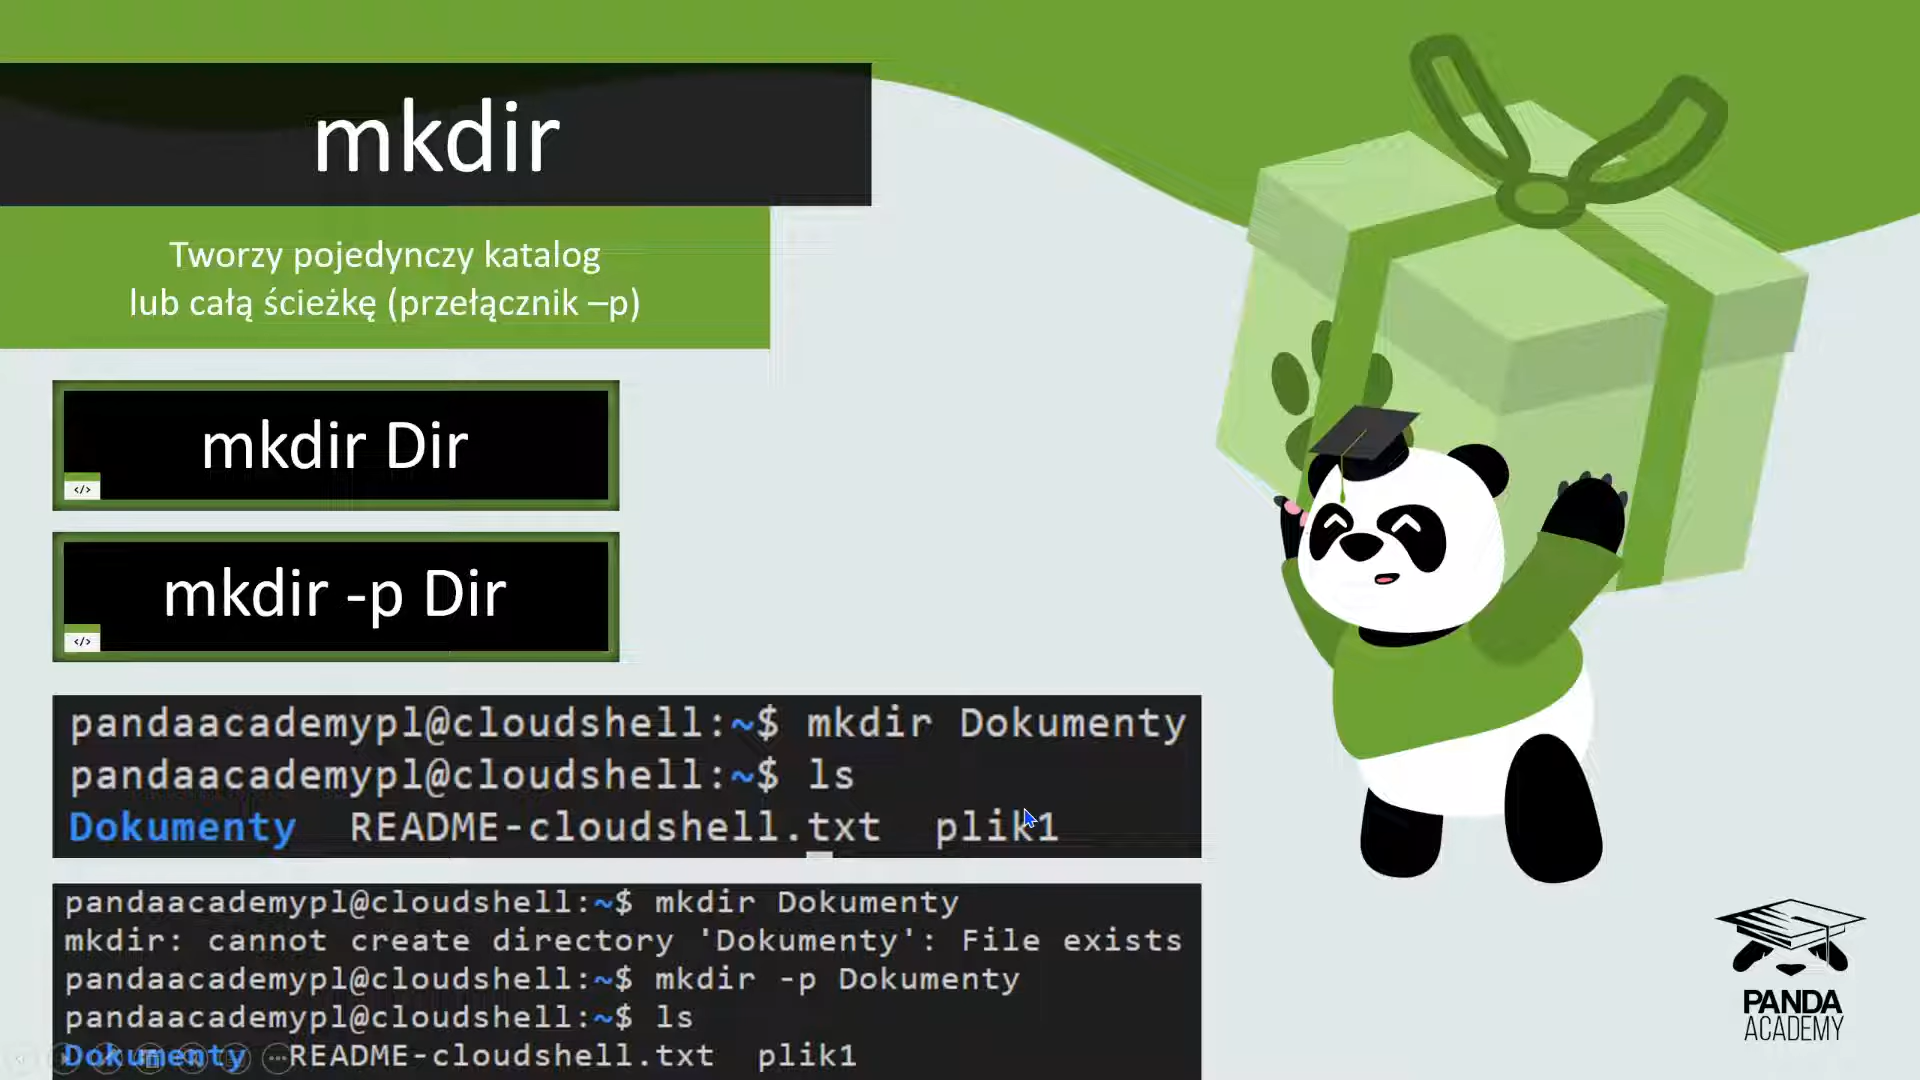 mkdir
Tworzy pojedynczy katalog
lub całą ścieżkę (przełącznik –p)
mkdir Dir
</>
mkdir -p Dir
</>
pandaacademypl@cloudshell:~$ mkdir Dokumenty
pandaacademypl@cloudshell:~$ ls
Dokumenty README-cloudshell.txt plik1
pandaacademypl@cloudshell:~$ mkdir Dokumenty
mkdir: cannot create directory 'Dokumenty': File exists
pandaacademypl@cloudshell:~$ mkdir -p Dokumenty
pandaacademypl@cloudshell:~$ ls
Dokumenty README-cloudshell.txt plik1
PANDA
ACADEMY